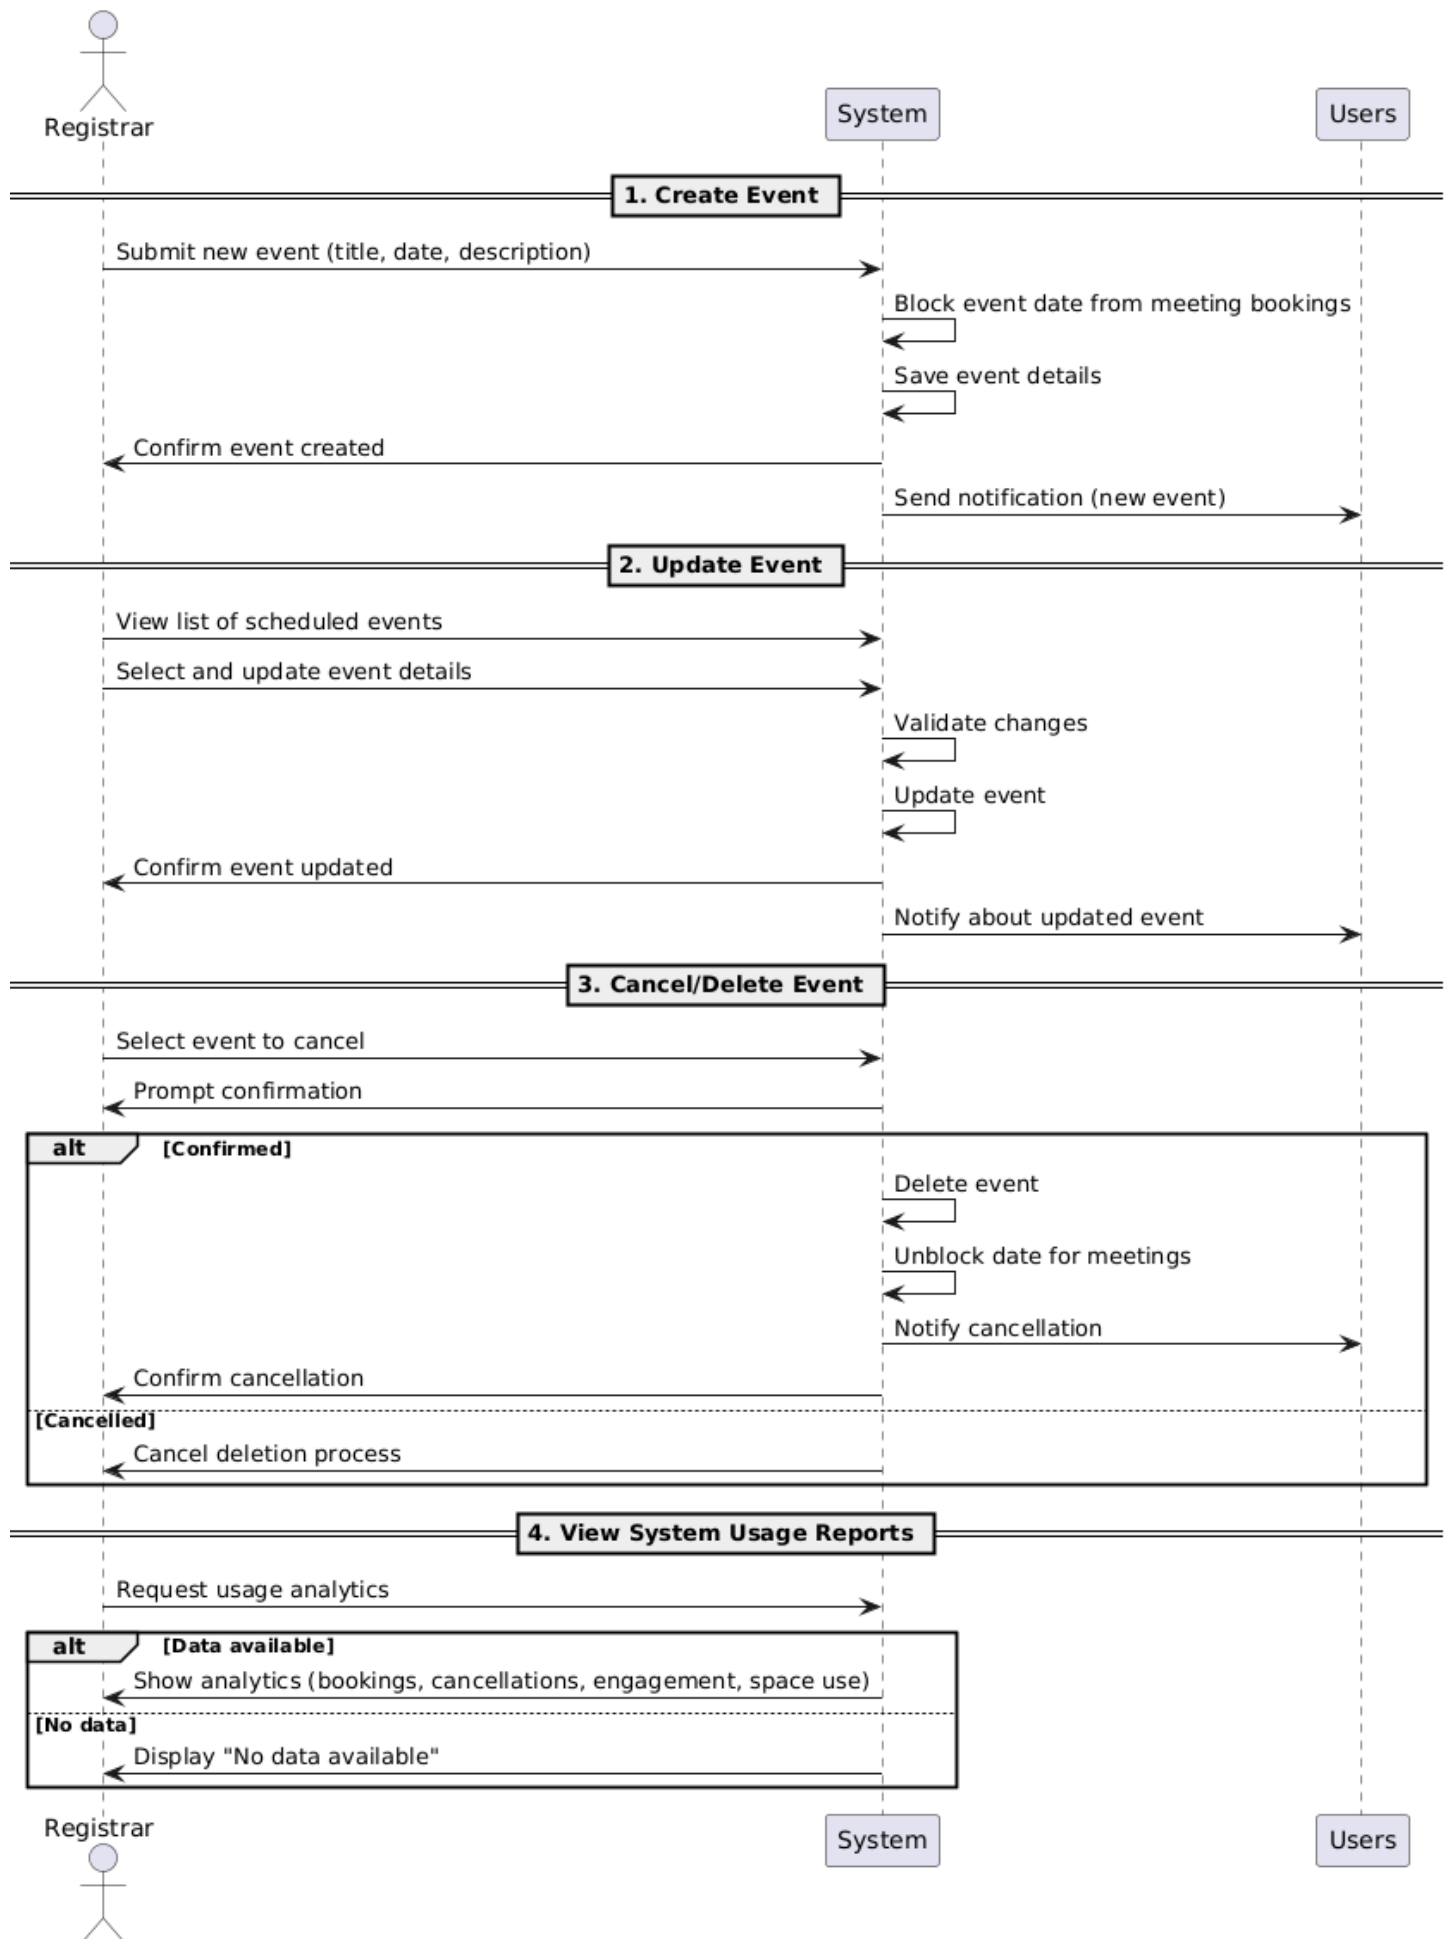 Registrar
System
Users
1. Create Event
Submit new event (title, date, description)
Block event date from meeting bookings
Save event details
Confirm event created
Send notification (new event)
2. Update Event
View list of scheduled events
Select and update event details
Validate changes
Update event
Confirm event updated
Notify about updated event
3. Cancel/Delete Event
Select event to cancel
Prompt confirmation
alt [Confirmed]
Delete event
Unblock date for meetings
Notify cancellation
Confirm cancellation
[Cancelled]
Cancel deletion process
4. View System Usage Reports
Request usage analytics
alt [Data available]
Show analytics (bookings, cancellations, engagement, space use)
[No data]
Display "No data available"
Registrar
System
Users